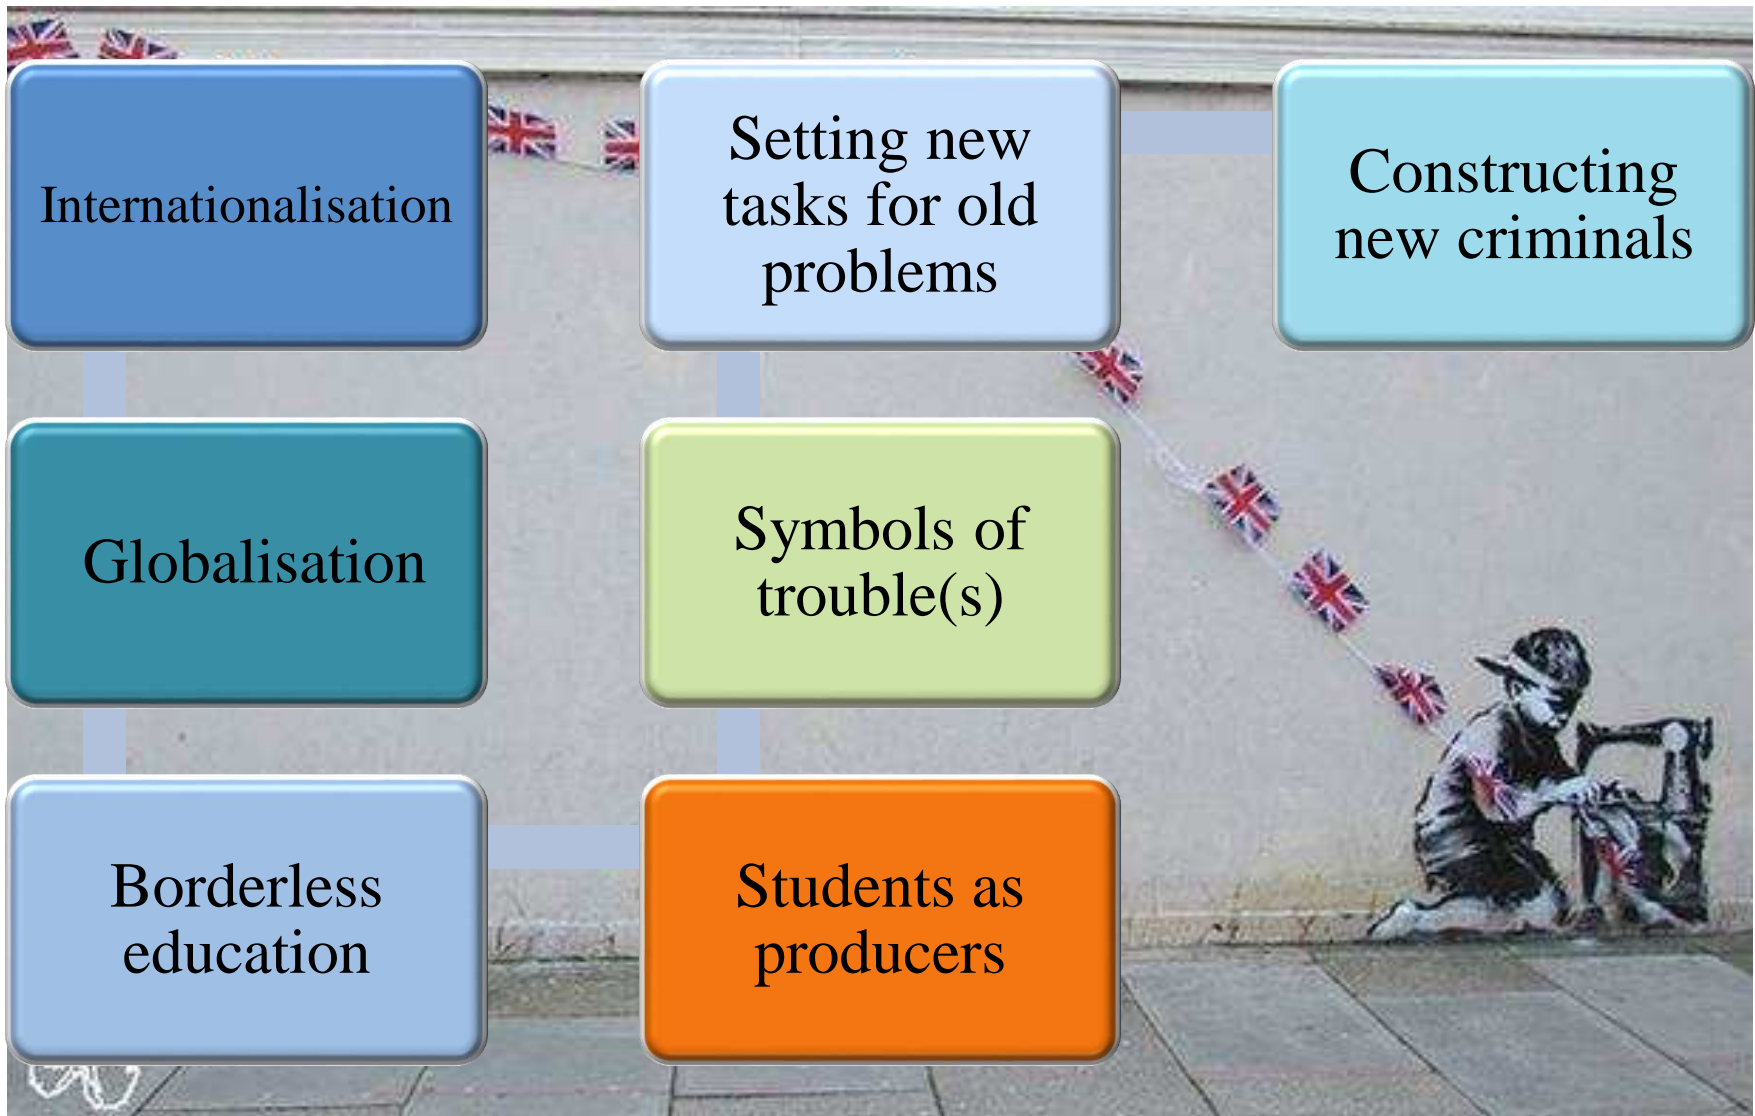 Internationalisation
Globalisation
Borderless
education
Students as
producers
Symbols of
trouble(s)
Setting new
tasks for old
problems
Constructing
new criminals